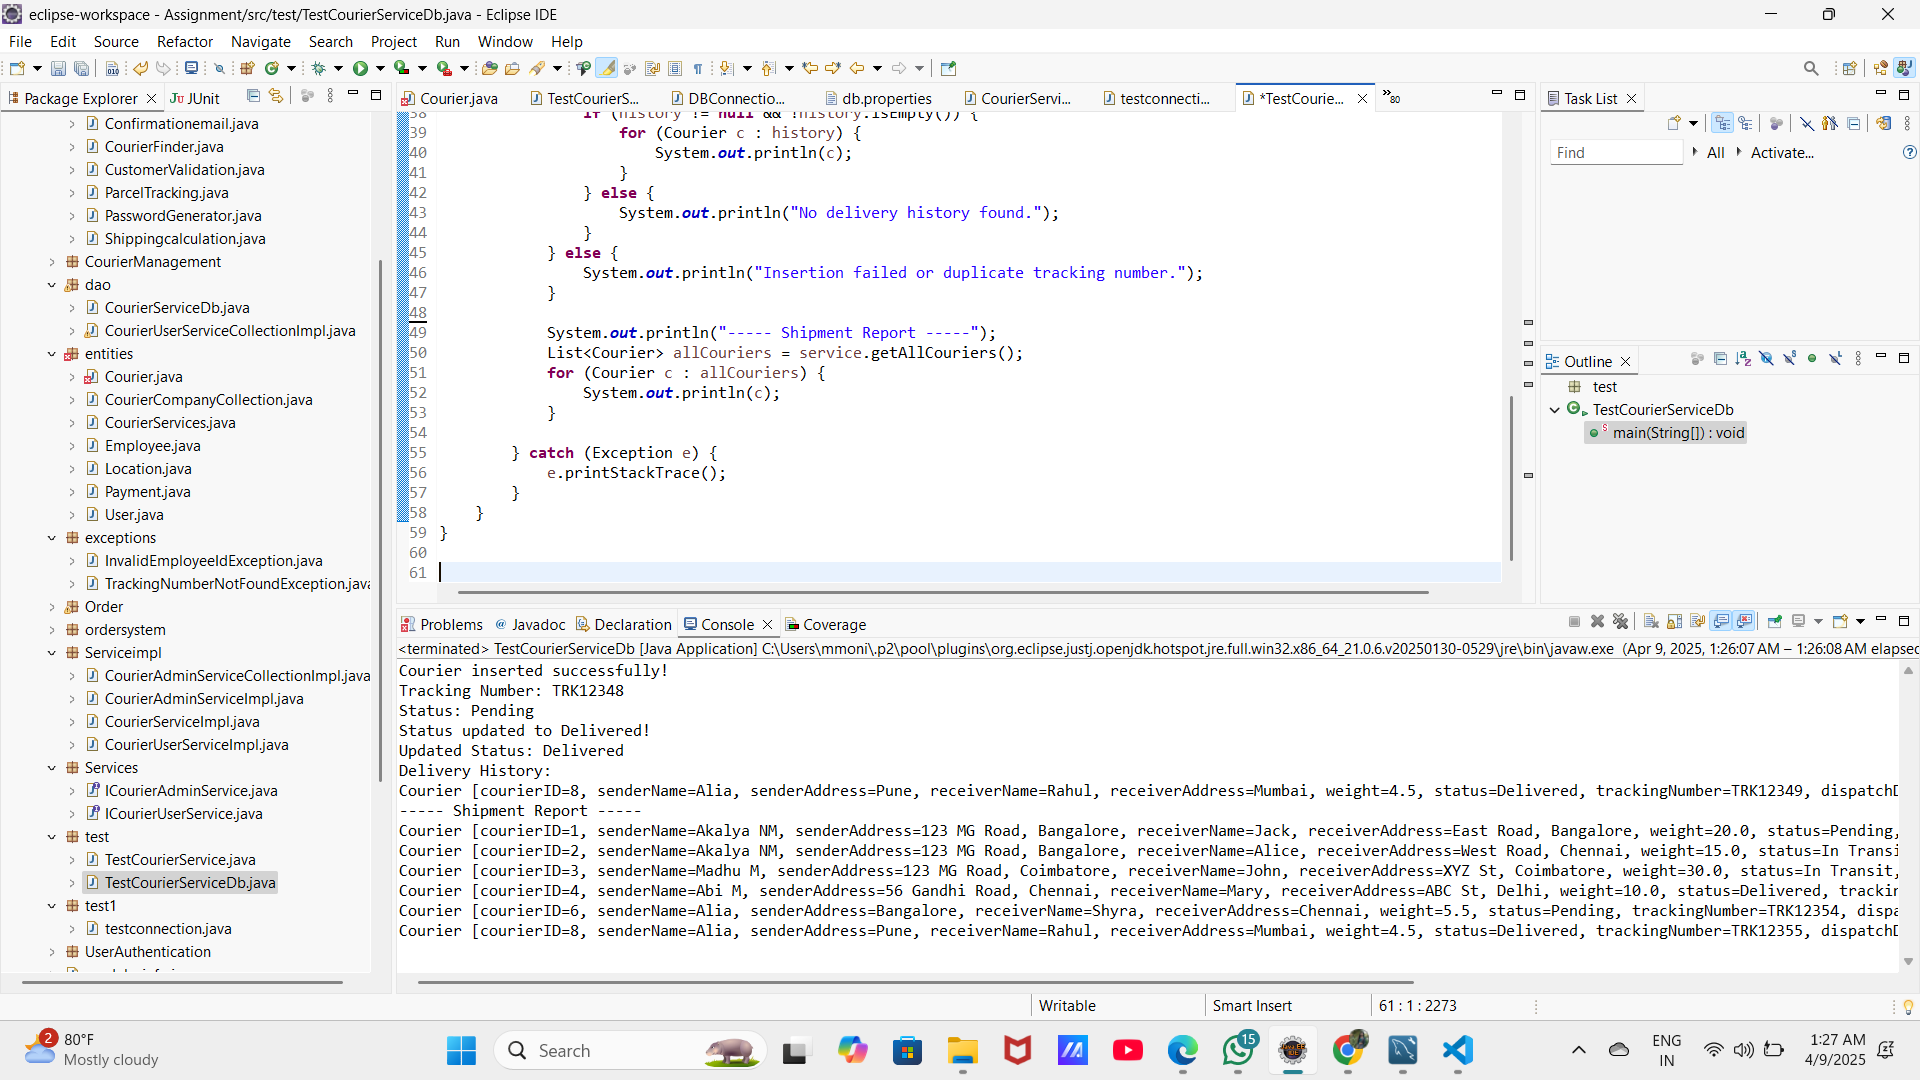 eclipse-workspace - Assignment/src/test/TestCourierServiceDb.java - Eclipse IDE
File Edit Source Refactor Navigate Search Project Run Window Help
Package Explorer
JUnit
Confirmationemail.java
CourierFinder.java
CustomerValidation.java
ParcelTracking.java
PasswordGenerator.java
Shippingcalculation.java
CourierManagement
dao
CourierServiceDb.java
CourierUserServiceCollectionImpl.java
entities
Courier.java
CourierCompanyCollection.java
CourierServices.java
Employee.java
Location.java
Payment.java
User.java
exceptions
InvalidEmployeeIdException.java
TrackingNumberNotFoundException.java
Order
ordersystem
Serviceimpl
CourierAdminServiceCollectionImpl.java
CourierAdminServiceImpl.java
CourierServiceImpl.java
CourierUserServiceImpl.java
Services
ICourierAdminService.java
ICourierUserService.java
test
TestCourierService.java
TestCourierServiceDb.java
test1
testconnection.java
UserAuthentication
Courier.java TestCourierS... DBConnectio... db.properties CourierServi... testconnecti... *TestCourie... »80
38 if (history != null && !history.isEmpty()) {
39 for (Courier c : history) {
40 System.out.println(c);
41 }
42 } else {
43 System.out.println("No delivery history found.");
44 }
45 } else {
46 System.out.println("Insertion failed or duplicate tracking number.");
47 }
48
49 System.out.println("----- Shipment Report -----");
50 List<Courier> allCouriers = service.getAllCouriers();
51 for (Courier c : allCouriers) {
52 System.out.println(c);
53 }
54
55 } catch (Exception e) {
56 e.printStackTrace();
57 }
58 }
59 }
60
61
Task List
Find All Activate...
Outline
test
TestCourierServiceDb
main(String[]) : void
Problems @ Javadoc Declaration Console Coverage
<terminated> TestCourierServiceDb [Java Application] C:\Users\mmoni\.p2\pool\plugins\org.eclipse.justj.openjdk.hotspot.jre.full.win32.x86_64_21.0.6.v20250130-0529\jre\bin\javaw.exe (Apr 9, 2025, 1:26:07 AM – 1:26:08 AM elapsed
Courier inserted successfully!
Tracking Number: TRK12348
Status: Pending
Status updated to Delivered!
Updated Status: Delivered
Delivery History:
Courier [courierID=8, senderName=Alia, senderAddress=Pune, receiverName=Rahul, receiverAddress=Mumbai, weight=4.5, status=Delivered, trackingNumber=TRK12349, dispatchD
----- Shipment Report -----
Courier [courierID=1, senderName=Akalya NM, senderAddress=123 MG Road, Bangalore, receiverName=Jack, receiverAddress=East Road, Bangalore, weight=20.0, status=Pending,
Courier [courierID=2, senderName=Akalya NM, senderAddress=123 MG Road, Bangalore, receiverName=Alice, receiverAddress=West Road, Chennai, weight=15.0, status=In Transi
Courier [courierID=3, senderName=Madhu M, senderAddress=123 MG Road, Coimbatore, receiverName=John, receiverAddress=XYZ St, Coimbatore, weight=30.0, status=In Transit,
Courier [courierID=4, senderName=Abi M, senderAddress=56 Gandhi Road, Chennai, receiverName=Mary, receiverAddress=ABC St, Delhi, weight=10.0, status=Delivered, trackin
Courier [courierID=6, senderName=Alia, senderAddress=Bangalore, receiverName=Shyra, receiverAddress=Chennai, weight=5.5, status=Pending, trackingNumber=TRK12354, dispa
Courier [courierID=8, senderName=Alia, senderAddress=Pune, receiverName=Rahul, receiverAddress=Mumbai, weight=4.5, status=Delivered, trackingNumber=TRK12355, dispatchD
Writable Smart Insert 61 : 1 : 2273
2 80°F
Mostly cloudy
Search
15
ENG
IN
1:27 AM
4/9/2025